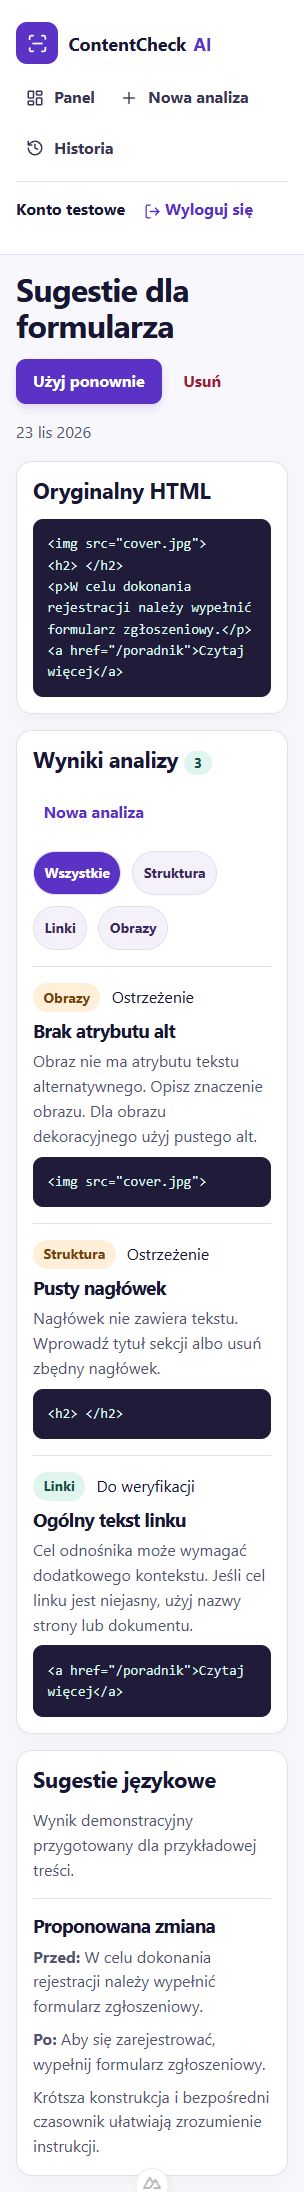 ContentCheck AI
Panel
Nowa analiza
Historia
Konto testowe
Wyloguj się
Sugestie dla
formularza
Użyj ponownie
Usuń
23 lis 2026
Oryginalny HTML
<img src="cover.jpg">
<h2> </h2>
<p>W celu dokonania
rejestracji należy wypełnić
formularz zgłoszeniowy.</p>
<a href="/poradnik">Czytaj
więcej</a>
Wyniki analizy 3
Nowa analiza
Wszystkie
Struktura
Linki
Obrazy
Obrazy Ostrzeżenie
Brak atrybutu alt
Obraz nie ma atrybutu tekstu
alternatywnego. Opisz znaczenie
obrazu. Dla obrazu
dekoracyjnego użyj pustego alt.
<img src="cover.jpg">
Struktura Ostrzeżenie
Pusty nagłówek
Nagłówek nie zawiera tekstu.
Wprowadź tytuł sekcji albo usuń
zbędny nagłówek.
<h2> </h2>
Linki Do weryfikacji
Ogólny tekst linku
Cel odnośnika może wymagać
dodatkowego kontekstu. Jeśli cel
linku jest niejasny, użyj nazwy
strony lub dokumentu.
<a href="/poradnik">Czytaj
więcej</a>
Sugestie językowe
Wynik demonstracyjny
przygotowany dla przykładowej
treści.
Proponowana zmiana
Przed: W celu dokonania
rejestracji należy wypełnić
formularz zgłoszeniowy.
Po: Aby się zarejestrować,
wypełnij formularz zgłoszeniowy.
Krótsza konstrukcja i bezpośredni
czasownik ułatwiają zrozumienie
instrukcji.